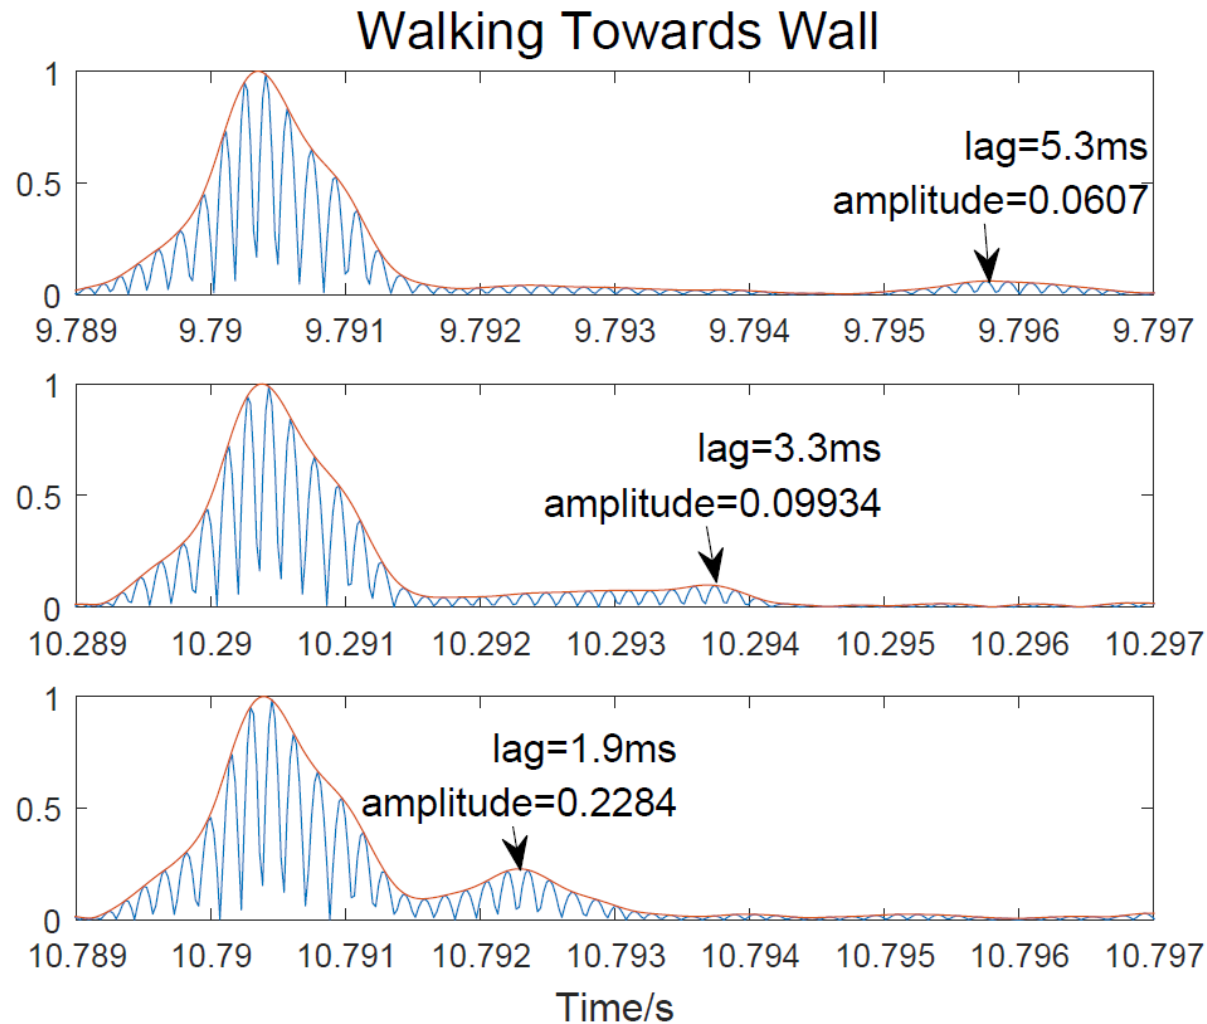 Walking Towards Wall
1
0.5
0
lag=5.3ms
amplitude=0.0607
9.789 9.79 9.791 9.792 9.793 9.794 9.795 9.796 9.797
1
0.5
0
lag=3.3ms
amplitude=0.09934
10.289 10.29 10.291 10.292 10.293 10.294 10.295 10.296 10.297
1
0.5
0
lag=1.9ms
amplitude=0.2284
10.789 10.79 10.791 10.792 10.793 10.794 10.795 10.796 10.797
Time/s